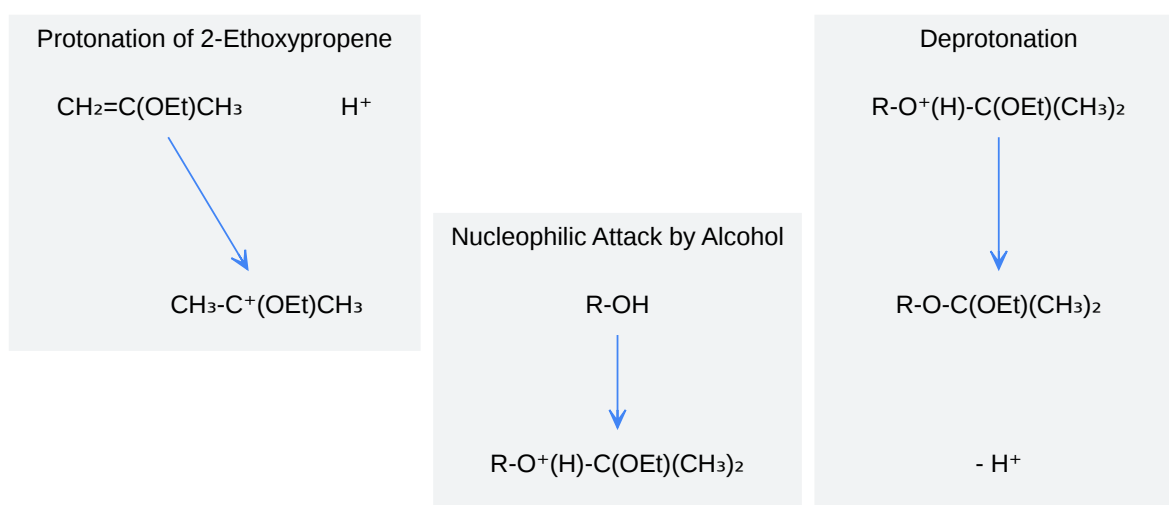 Protonation of 2-Ethoxypropene
CH₂=C(OEt)CH₃
H⁺
CH₃-C⁺(OEt)CH₃
Nucleophilic Attack by Alcohol
R-OH
R-O⁺(H)-C(OEt)(CH₃)₂
Deprotonation
R-O⁺(H)-C(OEt)(CH₃)₂
R-O-C(OEt)(CH₃)₂
- H⁺